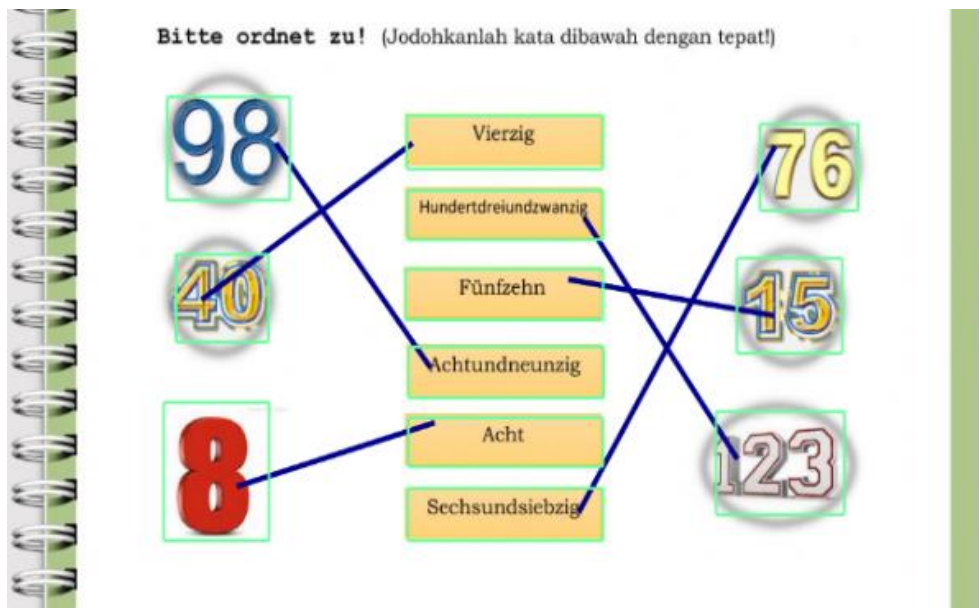 Bitte ordnet zu! (Jodohkanlah kata dibawah dengan tepat!)
98
Vierzig
76
Hundertdreiundzwanzig
40
Fünfzehn
15
Achtundneunzig
8
Acht
123
Sechsundsiebzig